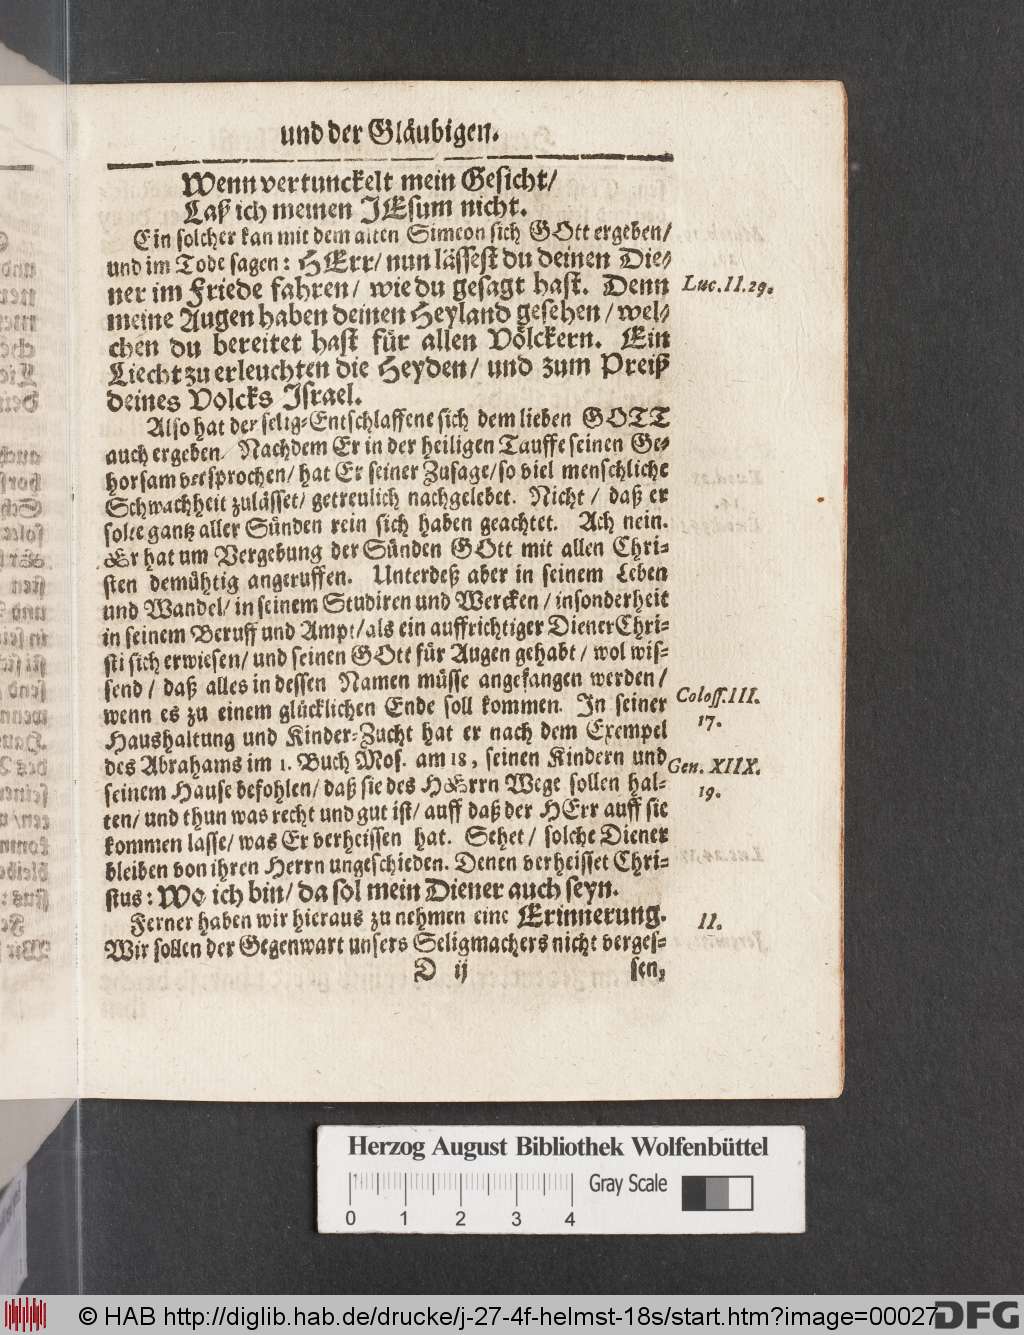 und der Gläubigen.
Wenn vertunckelt mein Gesicht/
Laß ich meinen JEsum nicht.
Ein solcher kan mit dem alten Simeon sich GOtt ergeben/
und im Tode sagen: HErr/ nun lässest du deinen Die-
ner im Friede fahren/ wie du gesagt hast. Denn
Luc. II. 29.
meine Augen haben deinen Heyland gesehen/ wel-
chen du bereitet hast für allen Völckern. Ein
Liecht zu erleuchten die Heyden/ und zum Preiß
deines Volcks Israel.
Also hat der selig-Entschlaffene sich dem lieben GOTT
auch ergeben. Nachdem Er in der heiligen Tauffe seinen Ge-
horsam versprochen/ hat Er seiner Zusage/ so viel menschliche
Schwachheit zulässet/ getreulich nachgelebet. Nicht/ daß er
solte gantz aller Sünden rein sich haben geachtet. Ach nein.
Er hat um Vergebung der Sünden GOtt mit allen Chri-
sten demühtig angeruffen. Unterdeß aber in seinem Leben
und Wandel/ in seinem Studiren und Wercken/ insonderheit
in seinem Beruff und Ampt/ als ein auffrichtiger Diener Chri-
sti sich erwiesen/ und seinen GOtt für Augen gehabt/ wol wis-
send/ daß alles in dessen Namen müsse angefangen werden/
wenn es zu einem glücklichen Ende soll kommen. In seiner
Coloss. III.
17.
Haushaltung und Kinder-Zucht hat er nach dem Exempel
des Abrahams im 1. Buch Mos. am 18, seinen Kindern und
Gen. XIIX.
19.
seinem Hause befohlen/ daß sie des HErrn Wege sollen hal-
ten/ und thun was recht und gut ist/ auff daß der HErr auff sie
kommen lasse/ was Er verheissen hat. Sehet/ solche Diener
bleiben von ihren Herrn ungeschieden. Denen verheisset Chri-
stus: Wo ich bin/ da sol mein Diener auch seyn.
Ferner haben wir hieraus zu nehmen eine Erinnerung.
II.
Wir sollen der Gegenwart unsers Seligmachers nicht verges-
D ij
sen,
Herzog August Bibliothek Wolfenbüttel
Gray Scale
0 1 2 3 4
© HAB http://diglib.hab.de/drucke/j-27-4f-helmst-18s/start.htm?image=00027
DFG